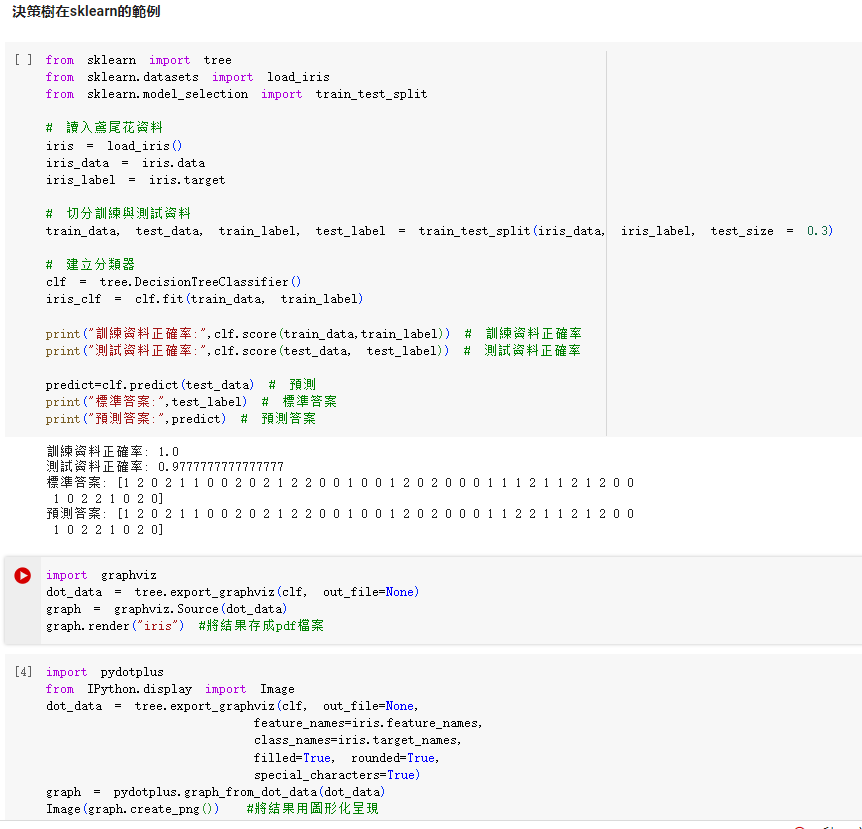 決策樹在sklearn的範例
[ ] from sklearn import tree
from sklearn.datasets import load_iris
from sklearn.model_selection import train_test_split
# 讀入鳶尾花資料
iris = load_iris()
iris_data = iris.data
iris_label = iris.target
# 切分訓練與測試資料
train_data, test_data, train_label, test_label = train_test_split(iris_data, iris_label, test_size = 0.3)
# 建立分類器
clf = tree.DecisionTreeClassifier()
iris_clf = clf.fit(train_data, train_label)
print("訓練資料正確率:",clf.score(train_data,train_label)) # 訓練資料正確率
print("測試資料正確率:",clf.score(test_data, test_label)) # 測試資料正確率
predict=clf.predict(test_data) # 預測
print("標準答案:",test_label) # 標準答案
print("預測答案:",predict) # 預測答案
訓練資料正確率: 1.0
測試資料正確率: 0.9777777777777777
標準答案: [1 2 0 2 1 1 0 0 2 0 2 1 2 2 0 0 1 0 0 1 2 0 2 0 0 0 1 1 1 2 1 1 2 1 2 0 0
1 0 2 2 1 0 2 0]
預測答案: [1 2 0 2 1 1 0 0 2 0 2 1 2 2 0 0 1 0 0 1 2 0 2 0 0 0 1 1 2 2 1 1 2 1 2 0 0
1 0 2 2 1 0 2 0]
import graphviz
dot_data = tree.export_graphviz(clf, out_file=None)
graph = graphviz.Source(dot_data)
graph.render("iris") #將結果存成pdf檔案
[4] import pydotplus
from IPython.display import Image
dot_data = tree.export_graphviz(clf, out_file=None,
feature_names=iris.feature_names,
class_names=iris.target_names,
filled=True, rounded=True,
special_characters=True)
graph = pydotplus.graph_from_dot_data(dot_data)
Image(graph.create_png()) #將結果用圖形化呈現